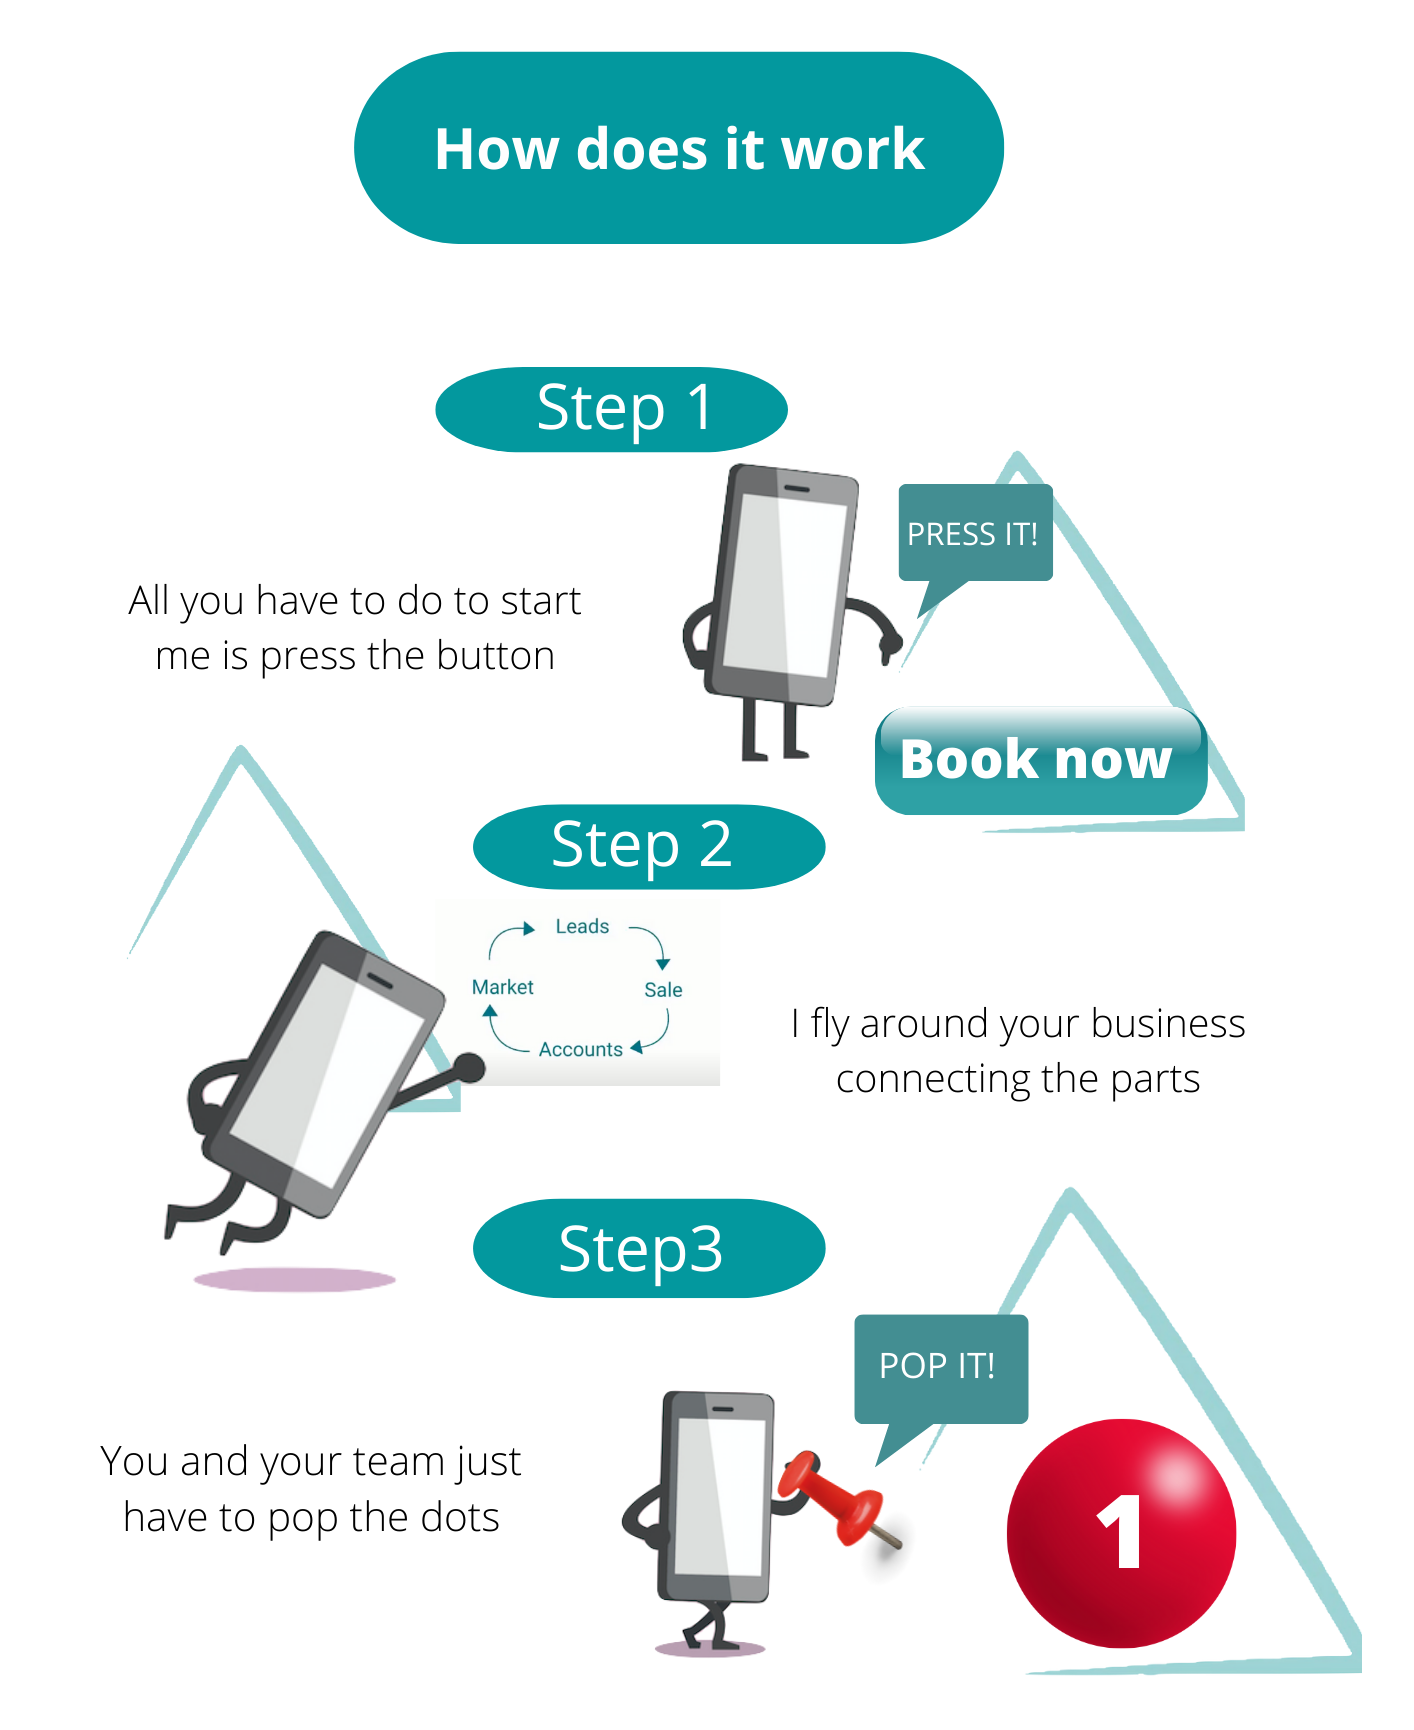 How does it work
Step 1
PRESS IT!
All you have to do to start
me is press the button
Book now
Step 2
Leads
Market
Sale
Accounts
I fly around your business
connecting the parts
Step3
POP IT!
You and your team just
have to pop the dots
1